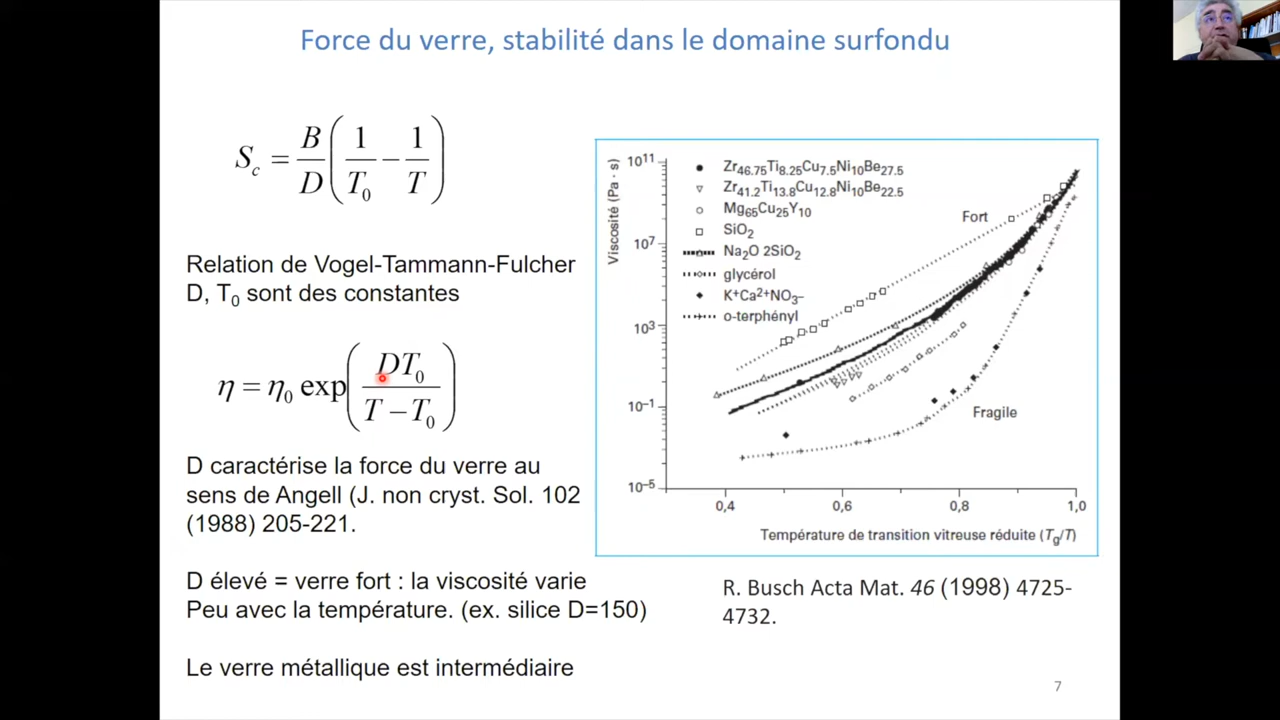 Force du verre, stabilité dans le domaine surfondu
S_c = B/D (1/T_0 − 1/T)
Relation de Vogel-Tammann-Fulcher
D, T_0 sont des constantes
η = η_0 exp(DT_0/(T − T_0))
D caractérise la force du verre au
sens de Angell (J. non cryst. Sol. 102
(1988) 205-221.
D élevé = verre fort : la viscosité varie
Peu avec la température. (ex. silice D=150)
Le verre métallique est intermédiaire
Viscosité (Pa · s)
10^11
10^7
10^3
10^−1
10^−5
Zr46.75Ti8.25Cu7.5Ni10Be27.5
Zr41.2Ti13.8Cu12.8Ni10Be22.5
Mg65Cu25Y10
SiO2
Na2O 2SiO2
glycérol
K+Ca2+NO3−
o-terphényl
Fort
Fragile
0,4 0,6 0,8 1,0
Température de transition vitreuse réduite (Tg/T)
R. Busch Acta Mat. 46 (1998) 4725-
4732.
7